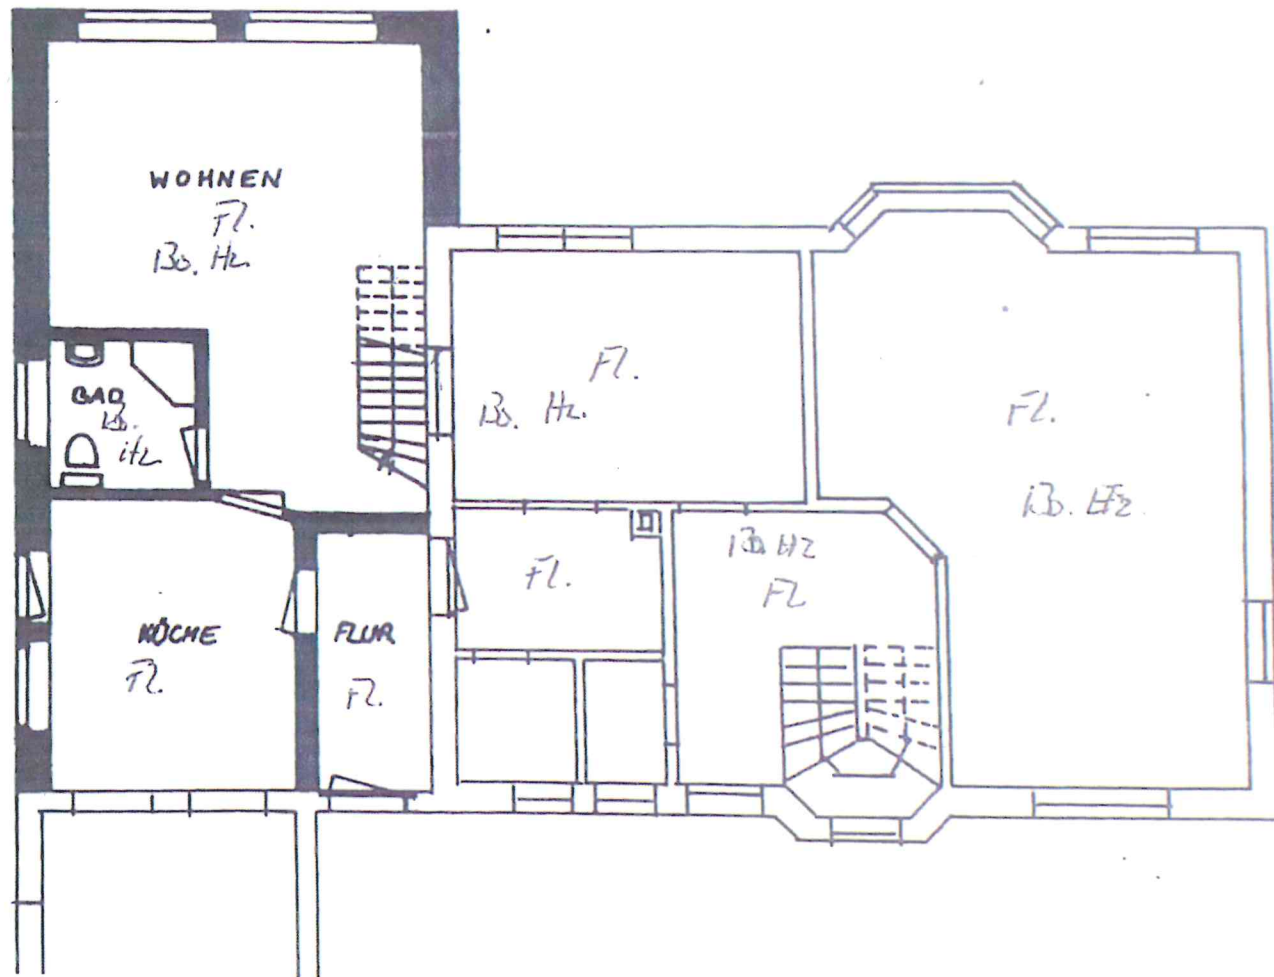 WOHNEN
Fl.
Bo. Hz.
BAD
Bo.
Hz
KÜCHE
Fl.
FLUR
Fl.
Fl.
Bo. Hz.
Fl.
Bo. Hz
Fl
Fl.
Bo. Hz.